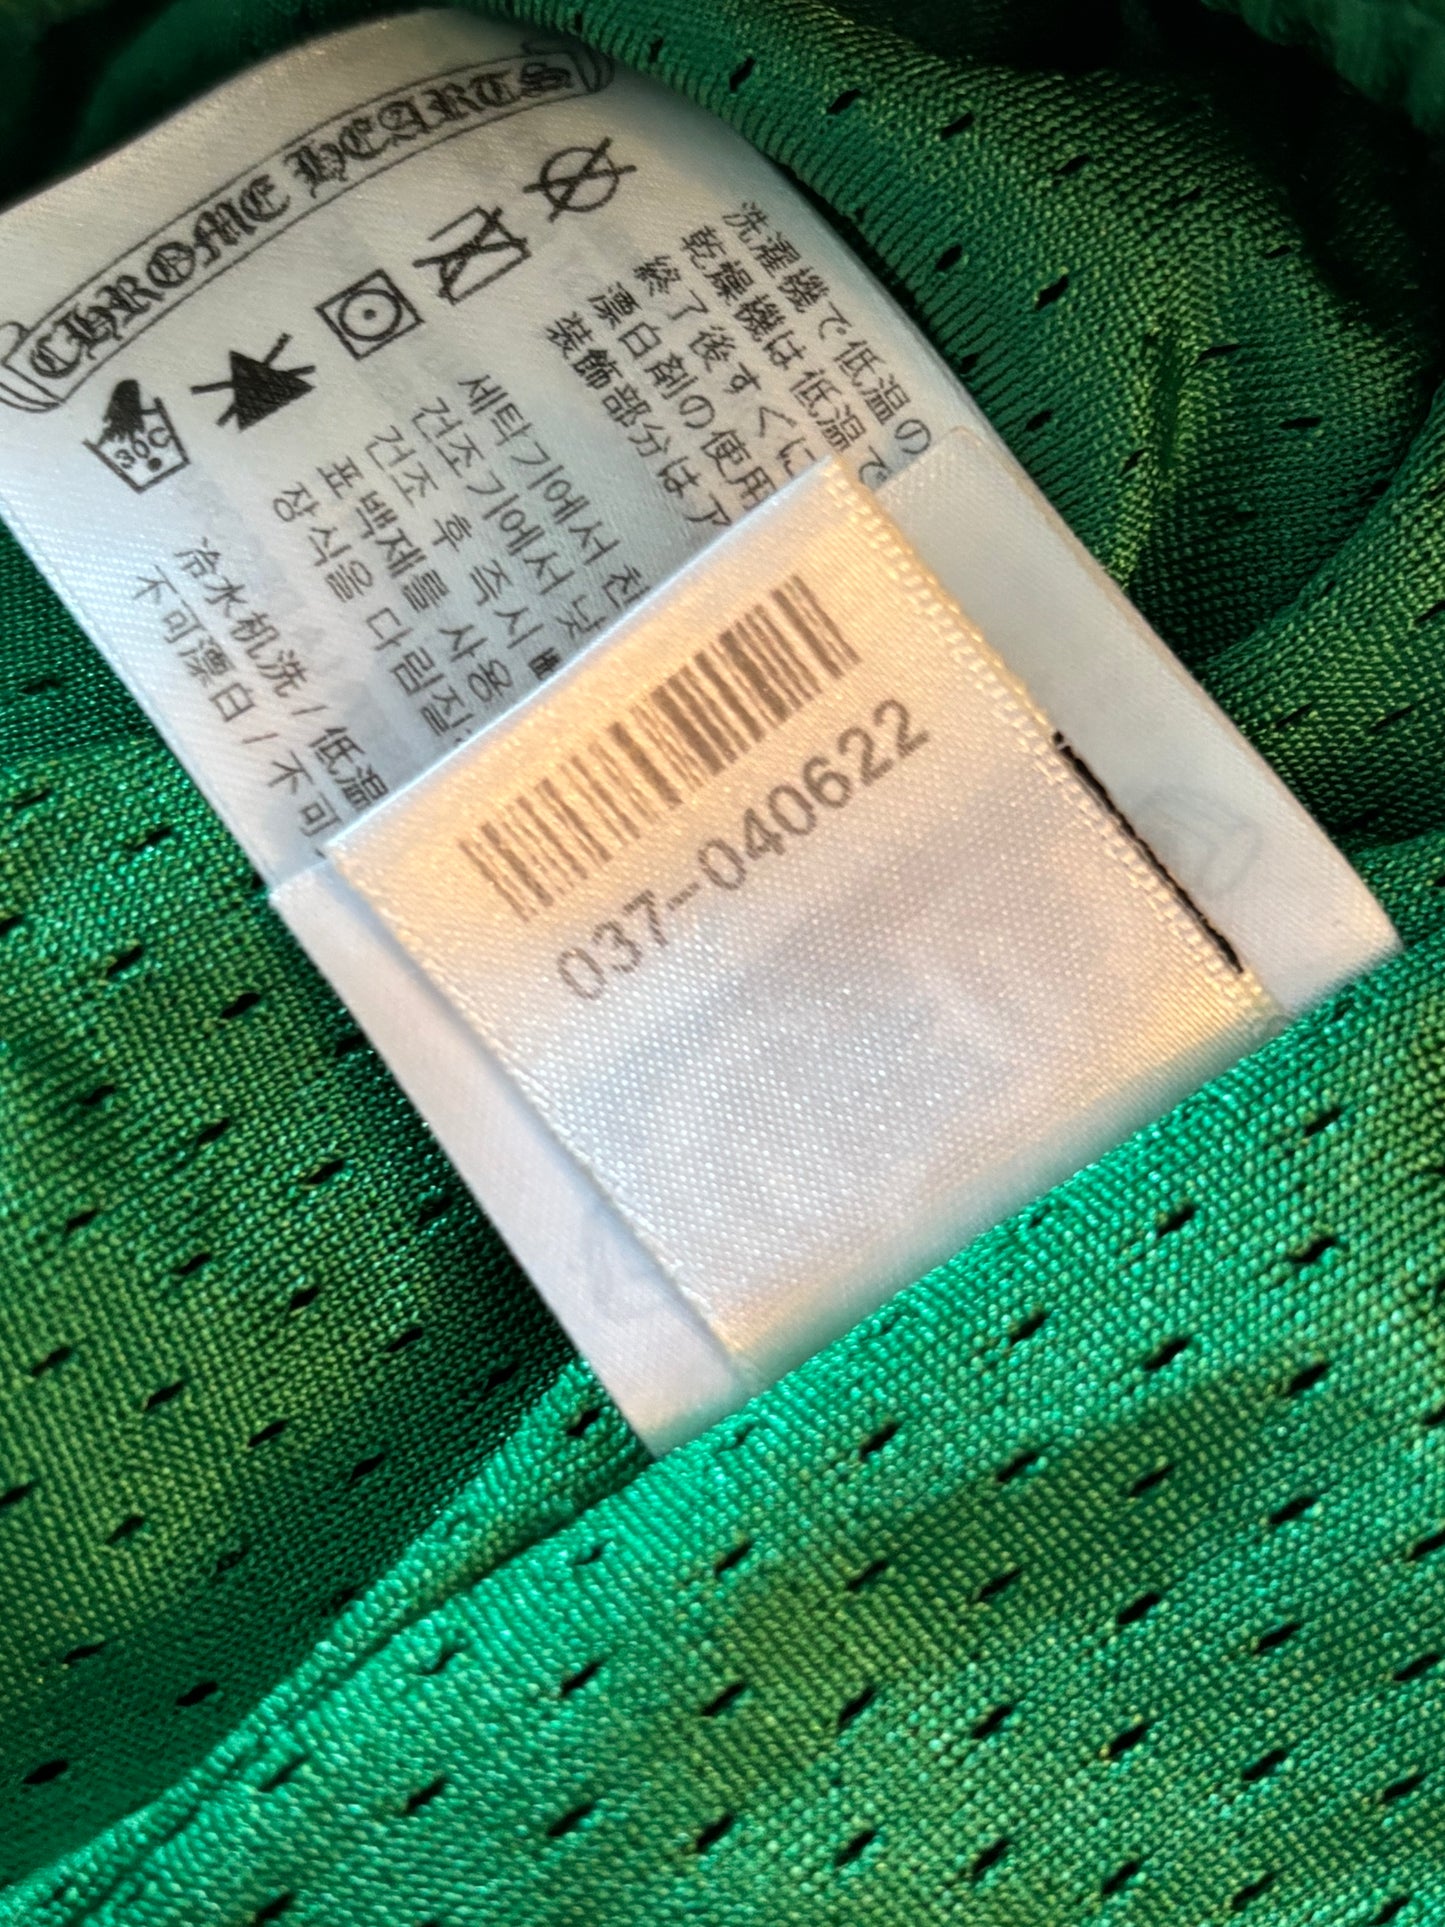 CHROME HEARTS
30C
洗濯機で低温の
乾燥機は低温で
終了後すぐに
漂白剤の使用
装飾部分はア
세탁기에서 찬
건조기에서 낮
건조 후 즉시
표백제를 사용
장식을 다림질
冷水机洗 / 低温
不可漂白 / 不可
037-040622